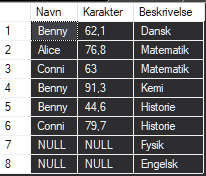 Navn Karakter Beskrivelse
1 Benny 62,1 Dansk
2 Alice 76,8 Matematik
3 Conni 63 Matematik
4 Benny 91,3 Kemi
5 Benny 44,6 Historie
6 Conni 79,7 Historie
7 NULL NULL Fysik
8 NULL NULL Engelsk